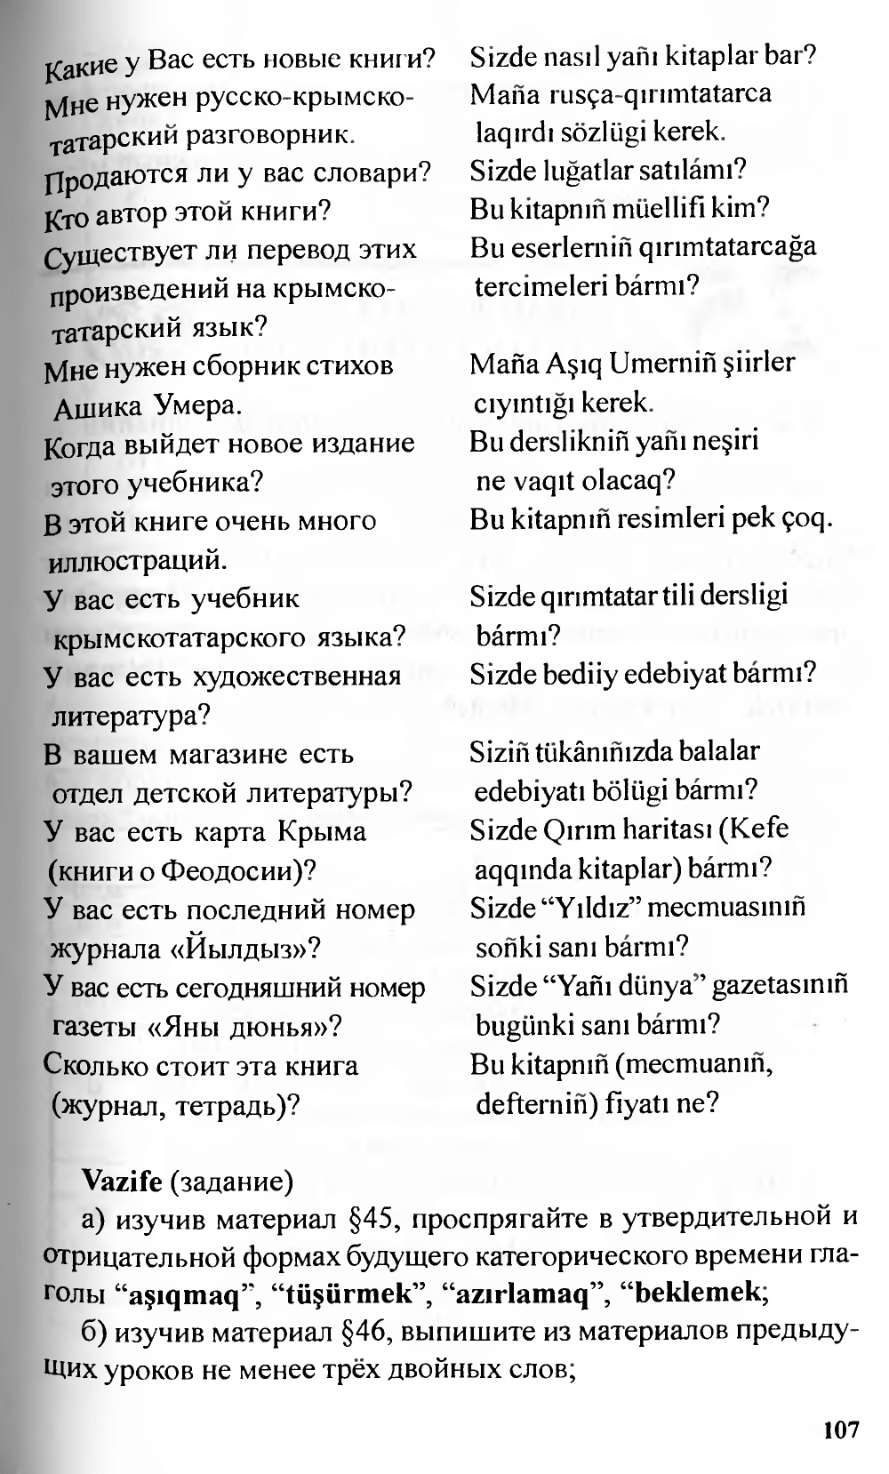 Какие у Вас есть новые книги? Sizde nasıl yañı kitaplar bar?
Мне нужен русско-крымско- Maña rusça-qırımtatarca
татарский разговорник. laqırdı sözlügi kerek.
Продаются ли у вас словари? Sizde luğatlar satılámı?
Кто автор этой книги? Bu kitapnıñ müellifi kim?
Существует ли перевод этих Bu eserlerniñ qırımtatarcağa
произведений на крымско- tercimeleri bármı?
татарский язык?
Мне нужен сборник стихов Maña Aşıq Umerniñ şiirler
Ашика Умера. cıyıntığı kerek.
Когда выйдет новое издание Bu derslikniñ yañı neşiri
этого учебника? ne vaqıt olacaq?
В этой книге очень много Bu kitapnıñ resimleri pek çoq.
иллюстраций.
У вас есть учебник Sizde qırımtatar tili dersligi
крымскотатарского языка? bármı?
У вас есть художественная Sizde bediiy edebiyat bármı?
литература?
В вашем магазине есть Siziñ tükânıñızda balalar
отдел детской литературы? edebiyatı bölügi bármı?
У вас есть карта Крыма Sizde Qırım haritası (Kefe
(книги о Феодосии)? aqqında kitaplar) bármı?
У вас есть последний номер Sizde “Yıldız” mecmuasınıñ
журнала «Йылдыз»? soñki sanı bármı?
У вас есть сегодняшний номер Sizde “Yañı dünya” gazetasınıñ
газеты «Яны дюнья»? bugünki sanı bármı?
Сколько стоит эта книга Bu kitapnıñ (mecmuanıñ,
(журнал, тетрадь)? defterniñ) fiyatı ne?
Vazife (задание)
а) изучив материал §45, проспрягайте в утвердительной и
отрицательной формах будущего категорического времени гла-
голы “aşıqmaq”, “tüşürmek”, “azırlamaq”, “beklemek;
б) изучив материал §46, выпишите из материалов предыду-
щих уроков не менее трёх двойных слов;
107